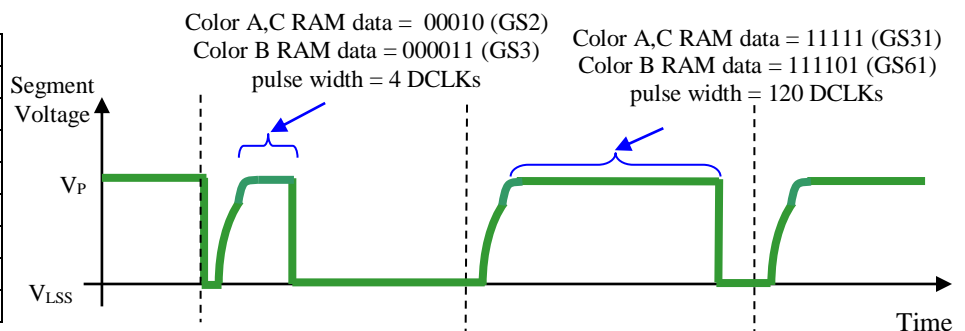 Color A,C RAM data = 00010 (GS2)
Color B RAM data = 000011 (GS3)
pulse width = 4 DCLKs
Color A,C RAM data = 11111 (GS31)
Color B RAM data = 111101 (GS61)
pulse width = 120 DCLKs
Segment
Voltage
VP
VLSS
Time